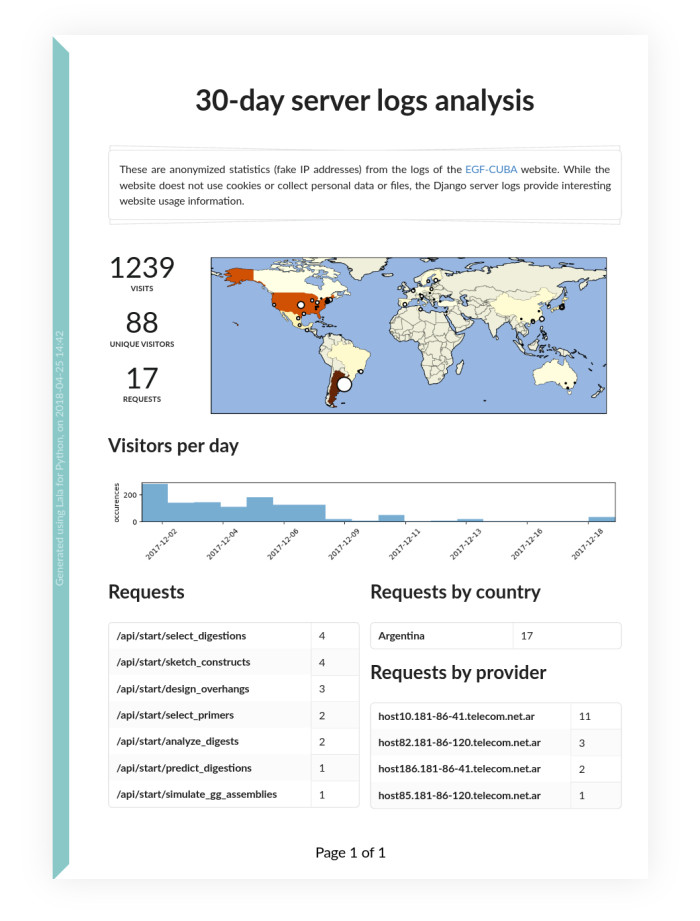 30-day server logs analysis
These are anonymized statistics (fake IP addresses) from the logs of the EGF-CUBA website. While the
website doest not use cookies or collect personal data or files, the Django server logs provide interesting
website usage information.
1239
VISITS
88
UNIQUE VISITORS
17
REQUESTS
Generated using Lala for Python, on 2018-04-25 14:42
Visitors per day
occurences
200
0
2017-12-02
2017-12-04
2017-12-06
2017-12-09
2017-12-11
2017-12-13
2017-12-16
2017-12-18
Requests
/api/start/select_digestions 4
/api/start/sketch_constructs 4
/api/start/design_overhangs 3
/api/start/select_primers 2
/api/start/analyze_digests 2
/api/start/predict_digestions 1
/api/start/simulate_gg_assemblies 1
Requests by country
Argentina 17
Requests by provider
host10.181-86-41.telecom.net.ar 11
host82.181-86-120.telecom.net.ar 3
host186.181-86-41.telecom.net.ar 2
host85.181-86-120.telecom.net.ar 1
Page 1 of 1